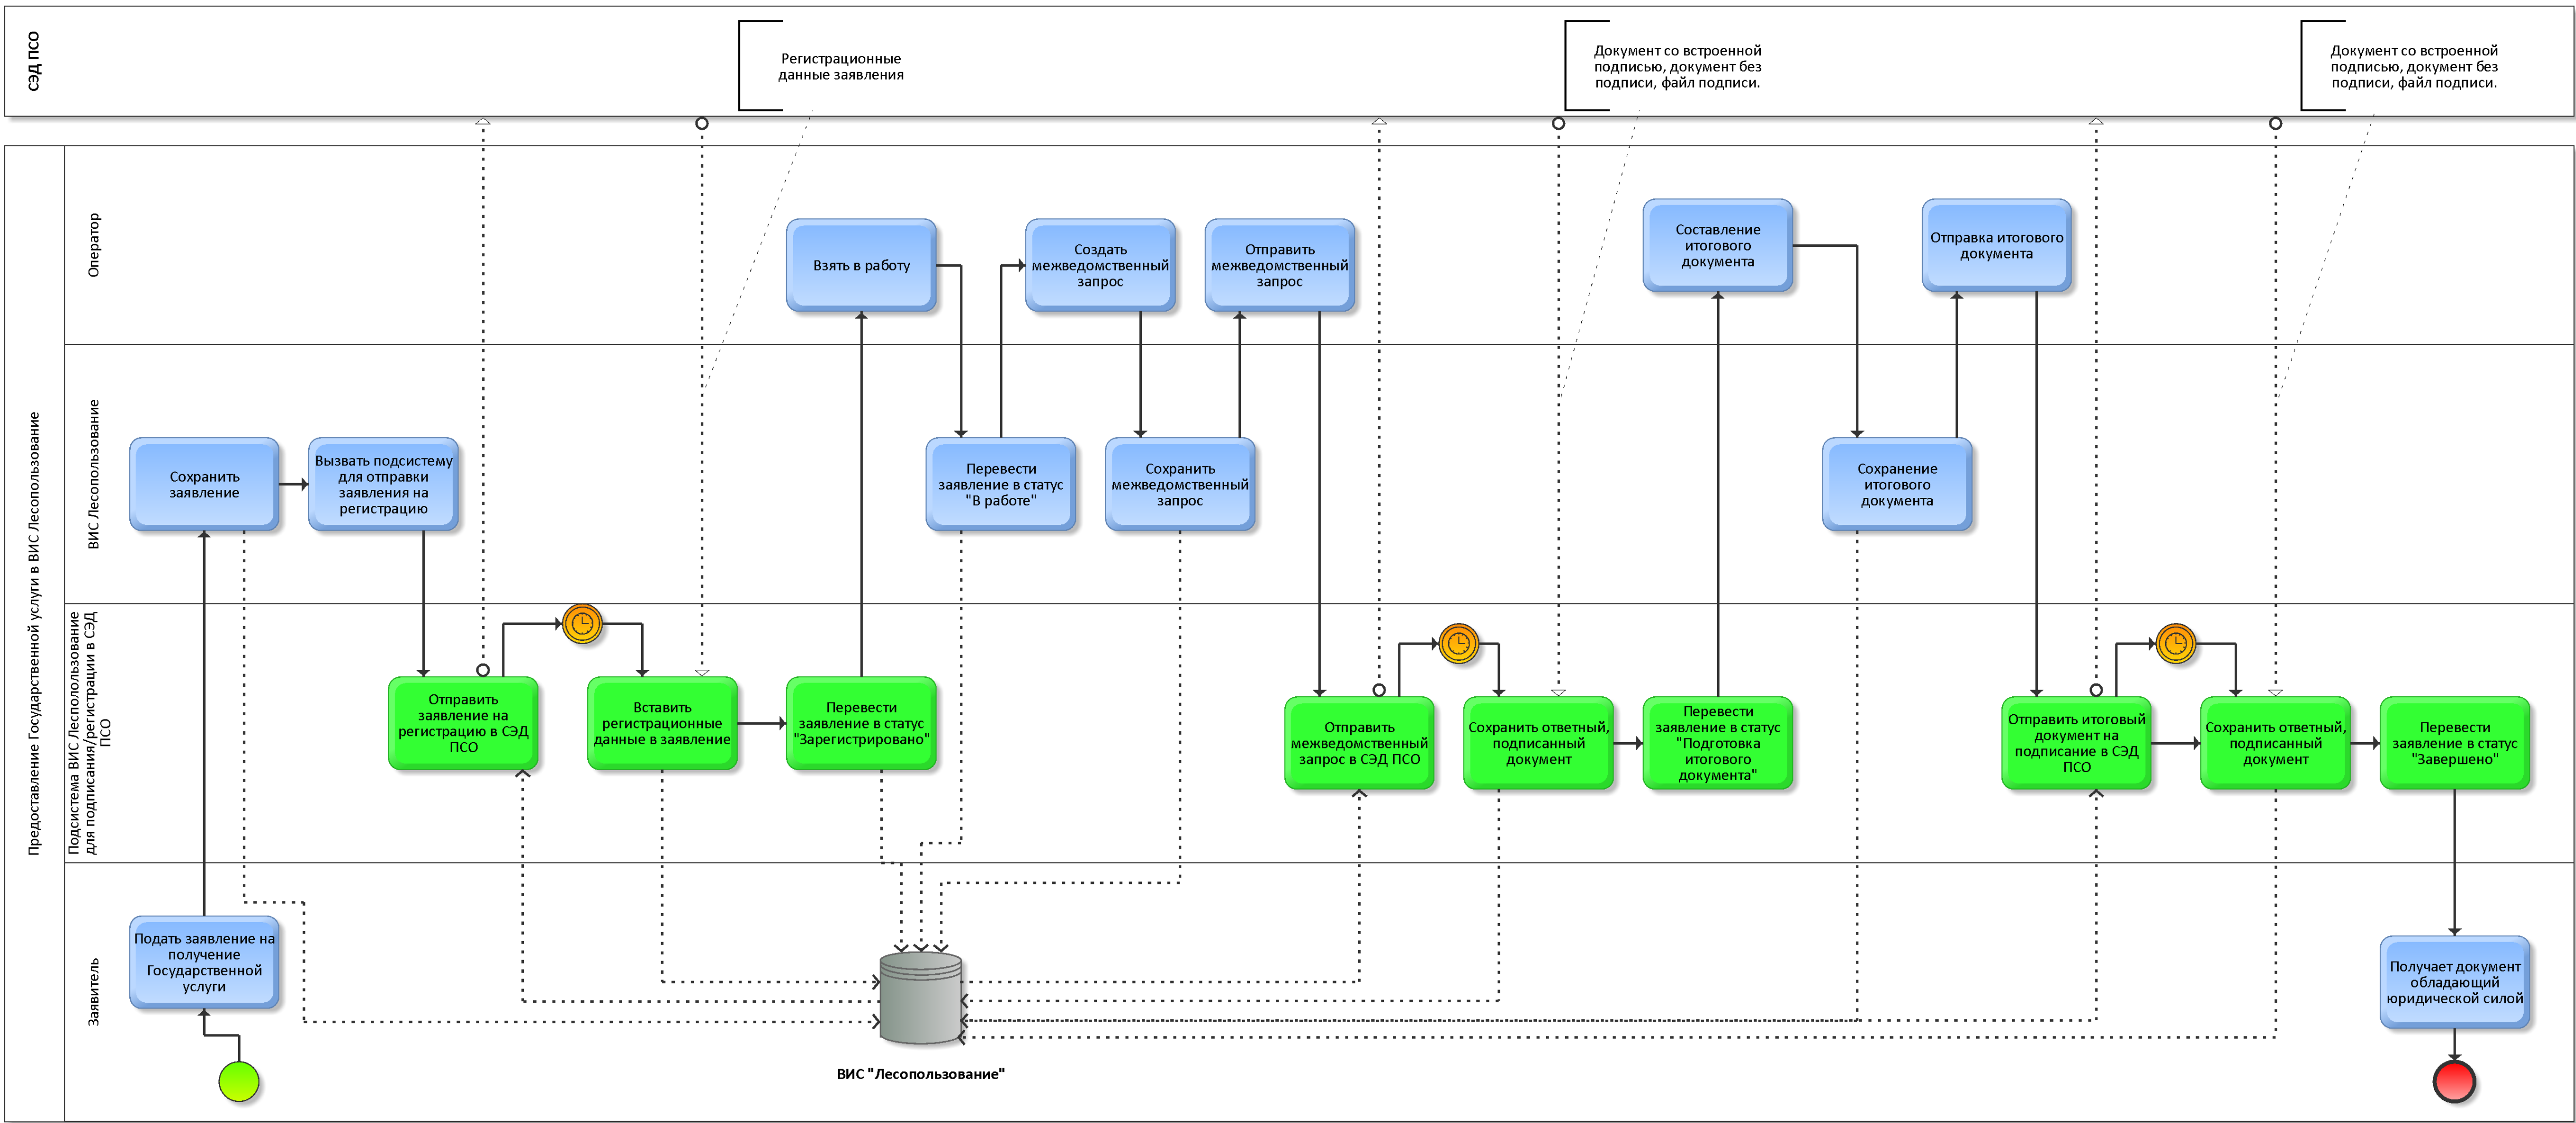 СЭД ПСО
Регистрационные
данные заявления
Документ со встроенной
подписью, документ без
подписи, файл подписи.
Документ со встроенной
подписью, документ без
подписи, файл подписи.
Предоставление Государственной услуги в ВИС Лесопользование
Оператор
Взять в работу
Создать
межведомственный
запрос
Отправить
межведомственный
запрос
Составление
итогового
документа
Отправка итогового
документа
ВИС Лесопользование
Сохранить
заявление
Вызвать подсистему
для отправки
заявления на
регистрацию
Перевести
заявление в статус
"В работе"
Сохранить
межведомственный
запрос
Сохранение
итогового
документа
Подсистема ВИС Леспользование
для подписания/регистрации в СЭД
ПСО
Отправить
заявление на
регистрацию в СЭД
ПСО
Вставить
регистрационные
данные в заявление
Перевести
заявление в статус
"Зарегистрировано"
Отправить
межведомственный
запрос в СЭД ПСО
Сохранить ответный,
подписанный
документ
Перевести
заявление в статус
"Подготовка
итогового
документа"
Отправить итоговый
документ на
подписание в СЭД
ПСО
Сохранить ответный,
подписанный
документ
Перевести
заявление в статус
"Завершено"
Заявитель
Подать заявление на
получение
Государственной
услуги
ВИС "Лесопользование"
Получает документ
обладающий
юридической силой